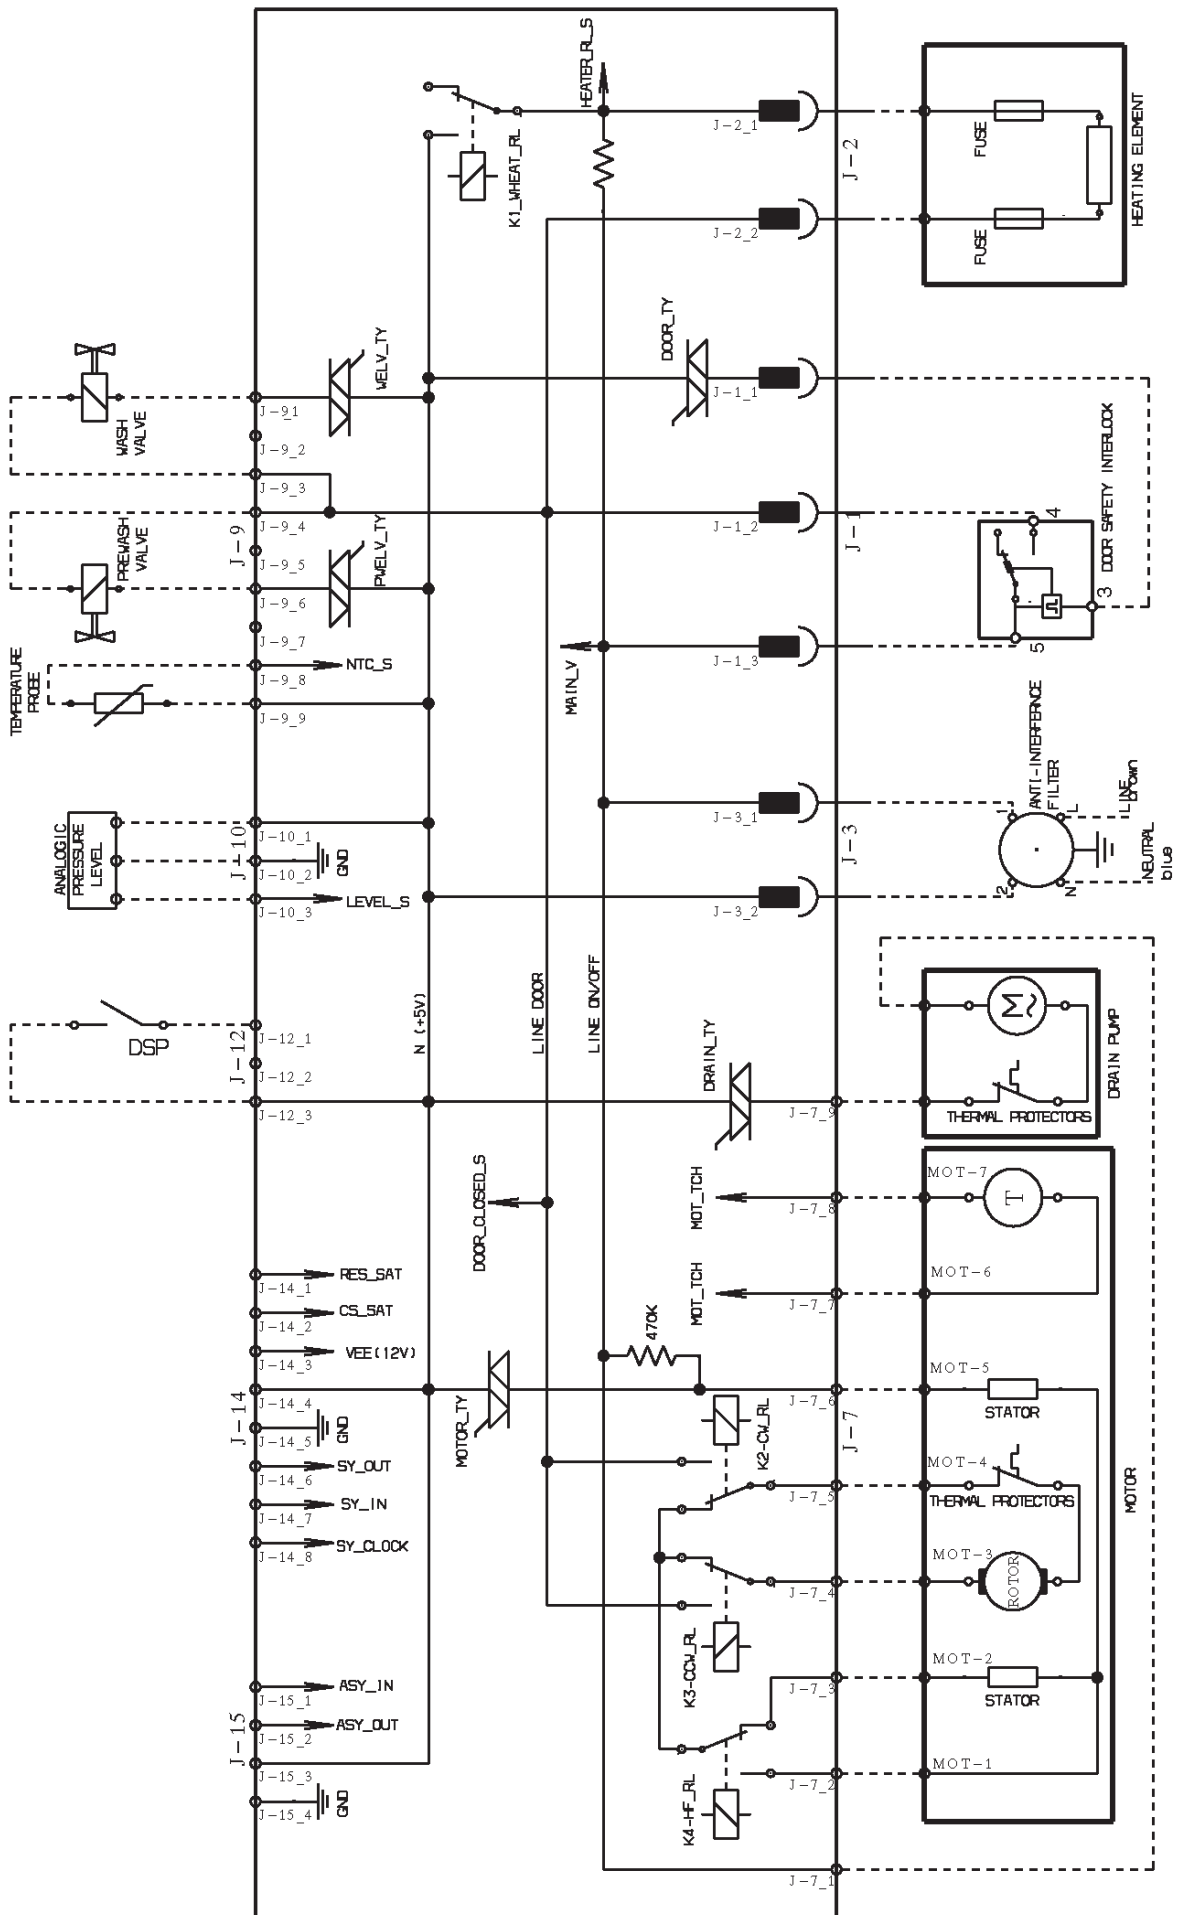 HEATER_RL_S
K1_WHEAT_RL
J-2_1
J-2
J-2_2
FUSE
FUSE
HEATING ELEMENT
WASH
VALVE
J-9_1
J-9_2
J-9_3
WELV_TY
DOOR_TY
J-1_1
J-9
J-9_4
PREWASH
VALVE
J-9_5
J-9_6
J-9_7
PWELV_TY
J-1_2
J-1
DOOR SAFETY INTERLOCK
4
3
5
TEMPERATURE
PROBE
J-9_8
NTC_S
J-9_9
MAIN_V
J-1_3
ANALOGIC
PRESSURE
LEVEL
J-10
J-10_1
J-10_2
GND
J-10_3
LEVEL_S
J-3_1
J-3
J-3_2
ANTI-INTERFERNCE
FILTER
1
2
L
N
LINE
brown
NEUTRAL
blue
DSP
J-12
J-12_1
J-12_2
J-12_3
N (+5V)
LINE DOOR
LINE ON/OFF
DRAIN_TY
J-7_9
THERMAL PROTECTORS
DRAIN PUMP
M
~
DOOR_CLOSED_S
MOT_TCH
J-7_8
MOT-7
T
MOT_TCH
J-7_7
MOT-6
J-14_1
RES_SAT
J-14_2
CS_SAT
J-14_3
VEE(12V)
J-14
J-14_4
J-14_5
GND
J-14_6
SY_OUT
J-14_7
SY_IN
J-14_8
SY_CLOCK
MOTOR_TY
470K
J-7_6
J-7
MOT-5
STATOR
K2-CW_RL
J-7_5
MOT-4
THERMAL PROTECTORS
MOTOR
J-7_4
MOT-3
ROTOR
K3-CCW_RL
J-7_3
MOT-2
STATOR
J-15
J-15_1
ASY_IN
J-15_2
ASY_OUT
J-15_3
J-15_4
GND
K4-HF_RL
J-7_2
MOT-1
J-7_1